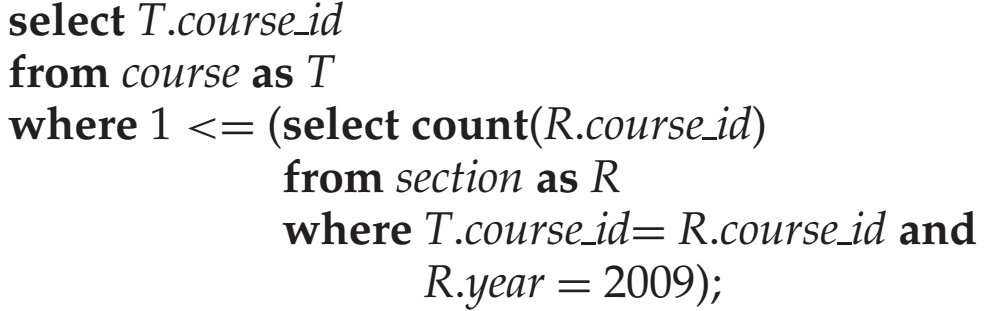 select T.course_id
from course as T
where 1 <= (select count(R.course_id)
from section as R
where T.course_id= R.course_id and
R.year = 2009);